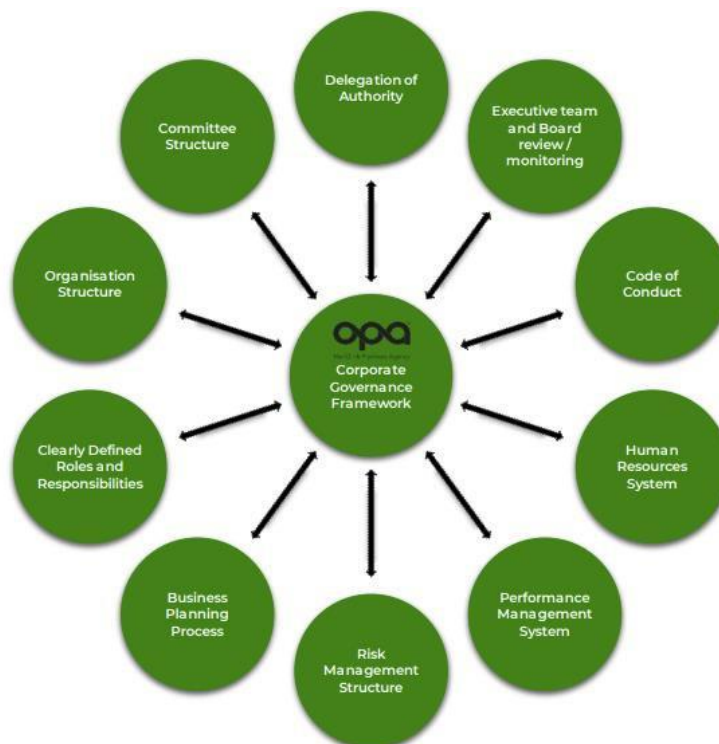 Delegation of
Authority
Executive team
and Board
review /
monitoring
Code of
Conduct
Human
Resources
System
Performance
Management
System
Risk
Management
Structure
Business
Planning
Process
Clearly Defined
Roles and
Responsibilities
Organisation
Structure
Committee
Structure
opa
Corporate
Governance
Framework